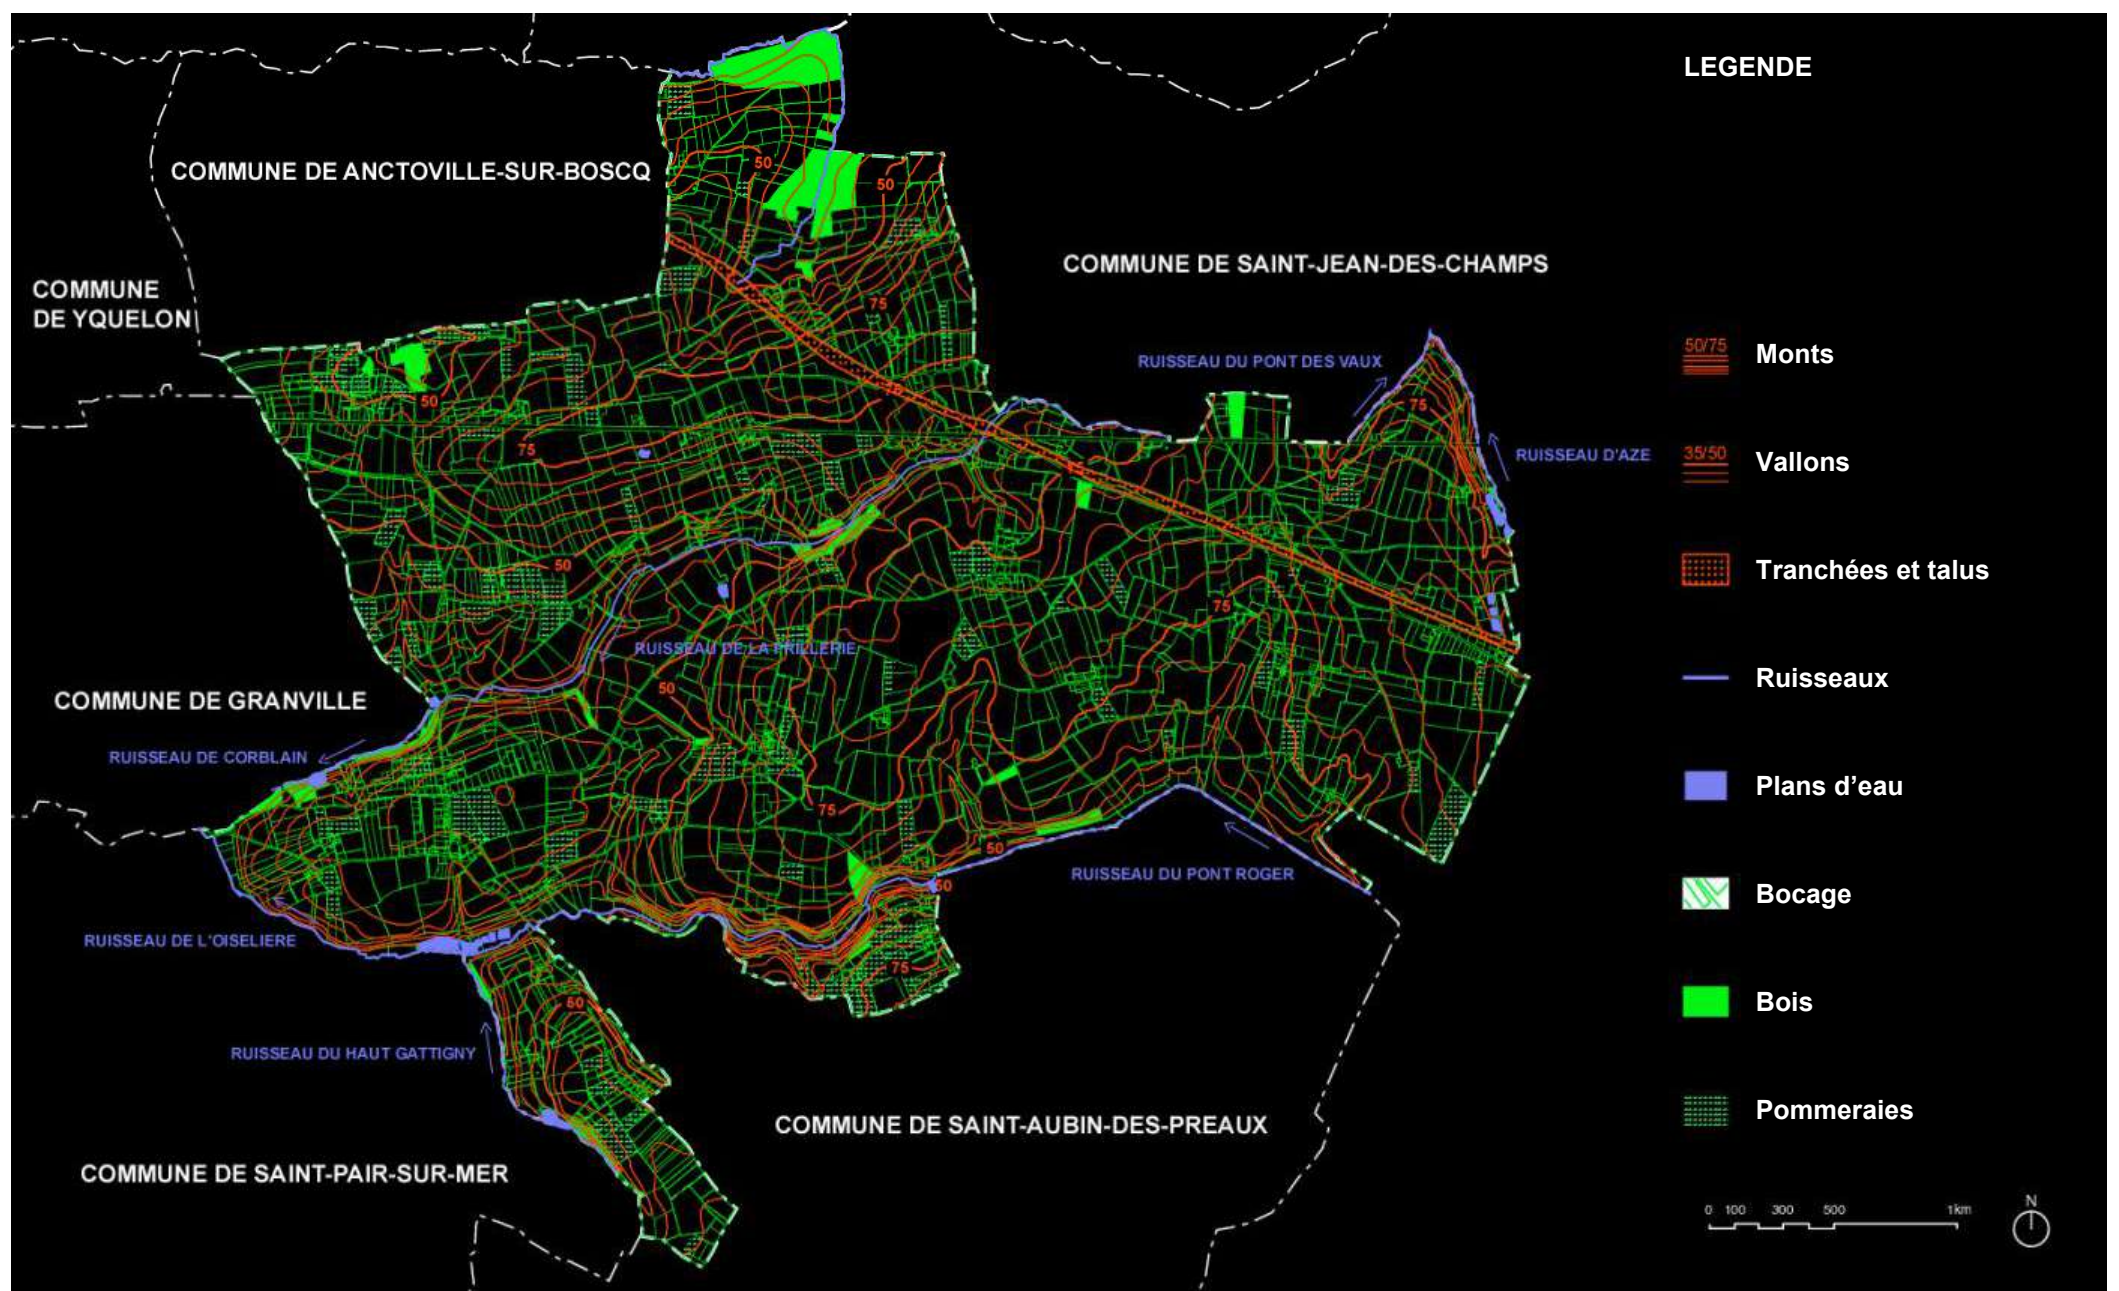 LEGENDE
COMMUNE DE ANCTOVILLE-SUR-BOSCQ
COMMUNE DE SAINT-JEAN-DES-CHAMPS
COMMUNE
DE YQUELON
RUISSEAU DU PONT DES VAUX
RUISSEAU D'AZE
RUISSEAU DE LA PRILLERIE
COMMUNE DE GRANVILLE
RUISSEAU DE CORBLAIN
RUISSEAU DU PONT ROGER
RUISSEAU DE L'OISELIERE
RUISSEAU DU HAUT GATTIGNY
COMMUNE DE SAINT-AUBIN-DES-PREAUX
COMMUNE DE SAINT-PAIR-SUR-MER
50
50
75
75
75
50
75
75
50
75
50
75
50
50
75
50
50/75
Monts
35/50
Vallons
Tranchées et talus
Ruisseaux
Plans d’eau
Bocage
Bois
Pommeraies
0 100 300 500 1km
N